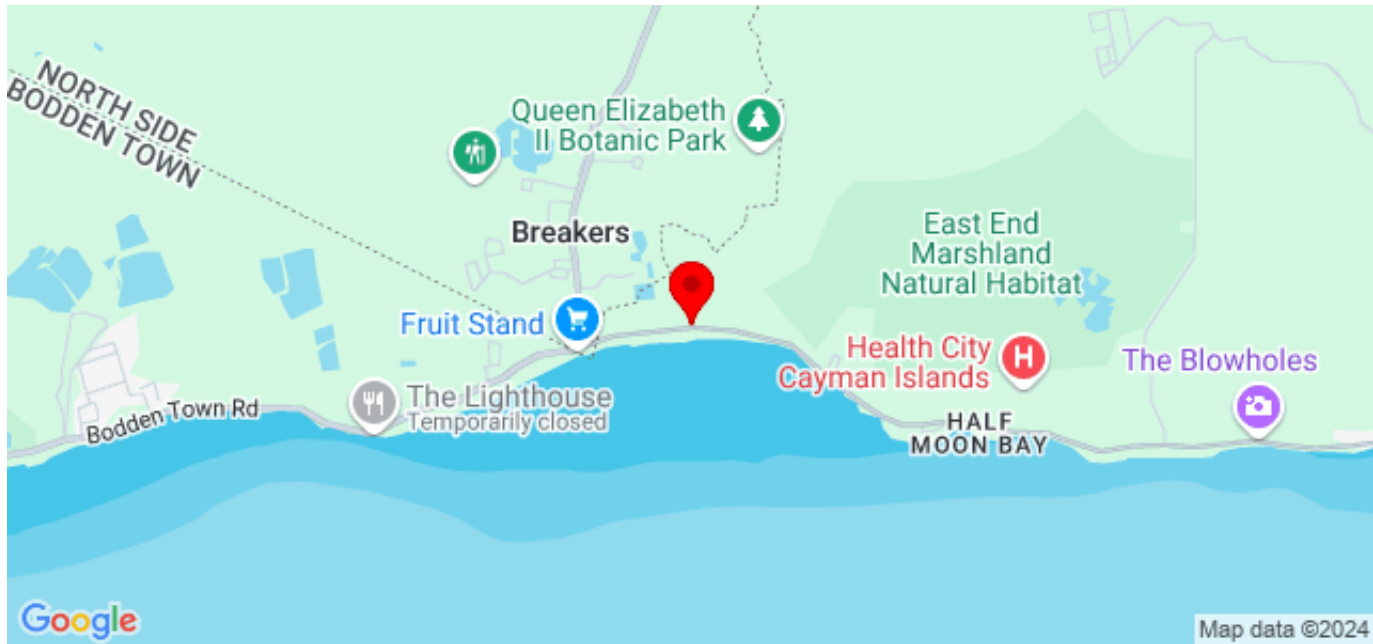 NORTH SIDE
BODDEN TOWN
Queen Elizabeth
II Botanic Park
Breakers
East End
Marshland
Natural Habitat
Fruit Stand
Health City
Cayman Islands
H
The Blowholes
The Lighthouse
Temporarily closed
Bodden Town Rd
HALF
MOON BAY
Google
Map data ©2024